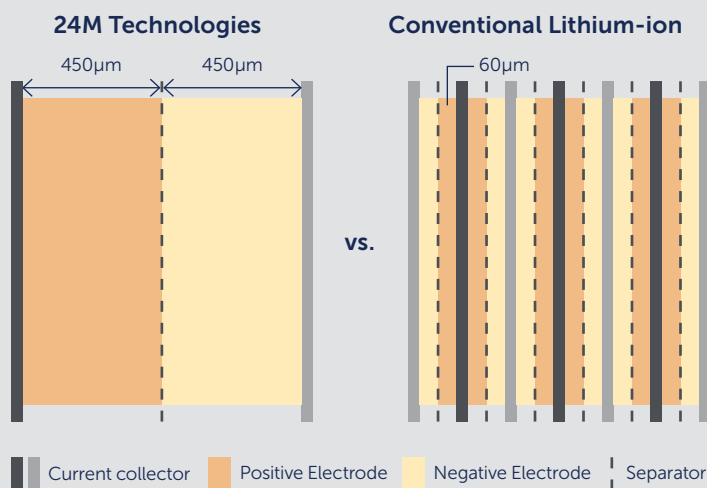 24M Technologies
Conventional Lithium-ion
450µm
450µm
60µm
vs.
Current collector
Positive Electrode
Negative Electrode
Separator